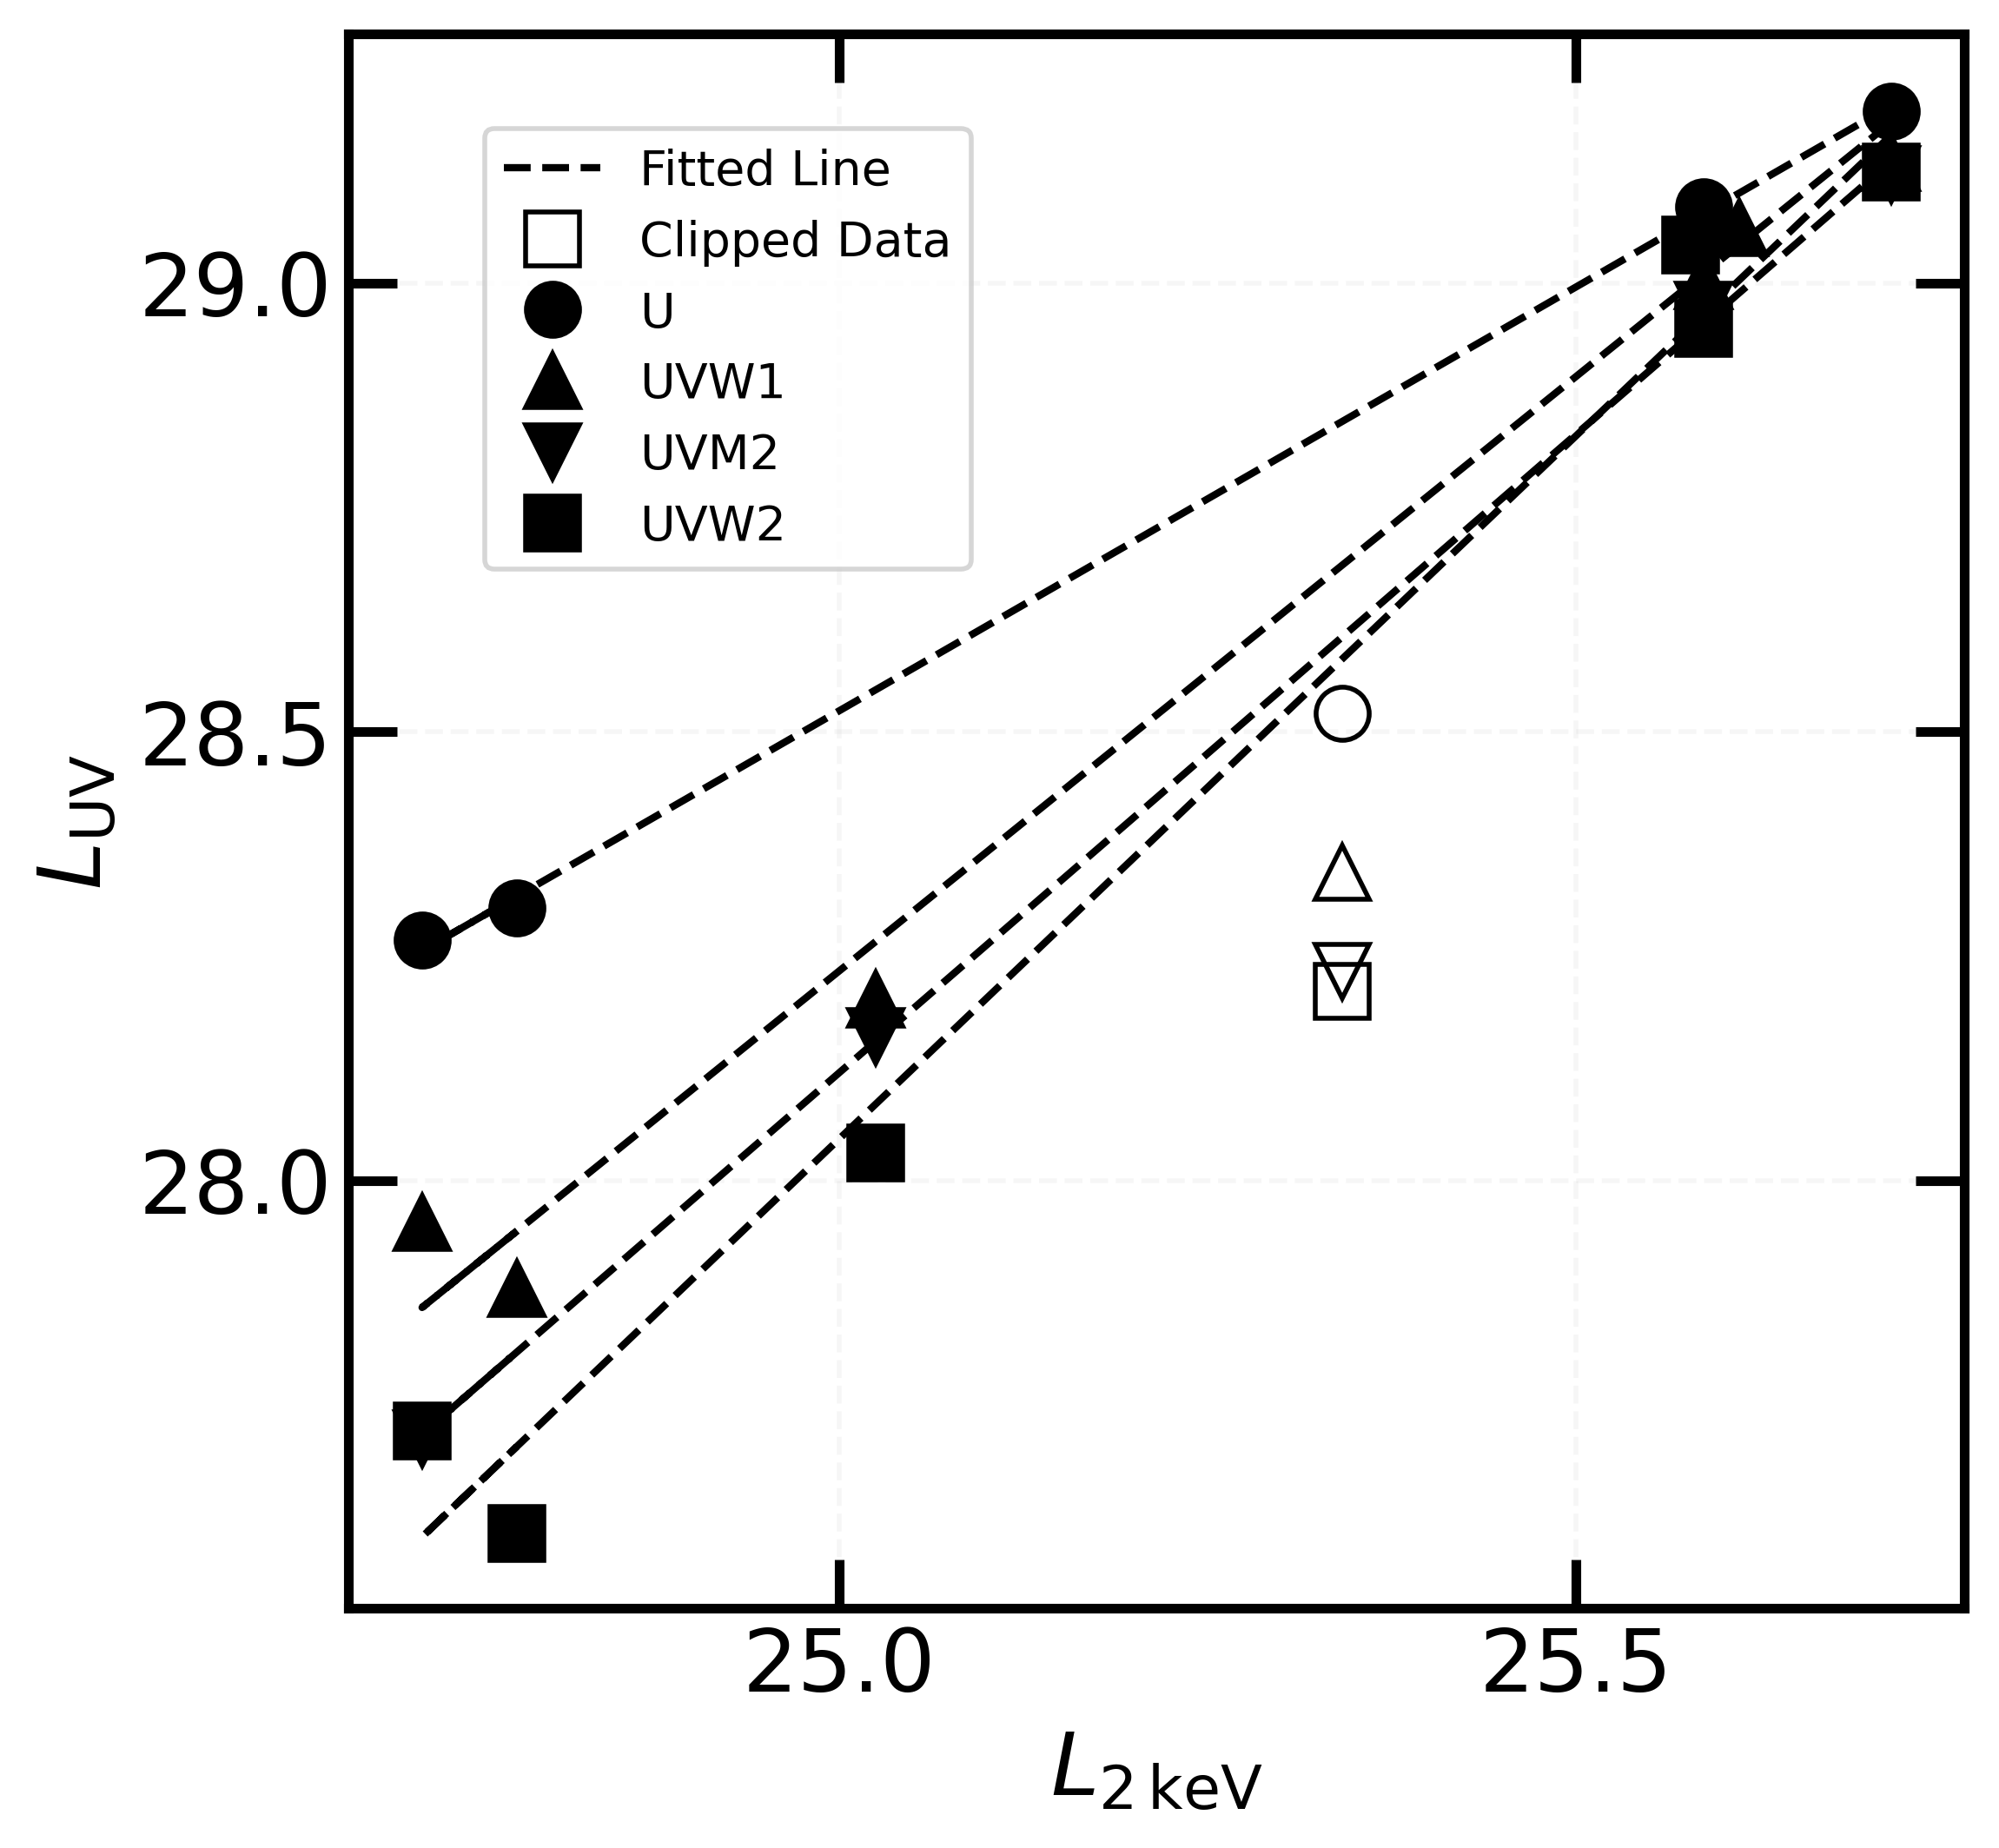 Fitted Line
Clipped Data
U
UVW1
UVM2
UVW2
29.0
28.5
28.0
L_UV
25.0 25.5
L_2 keV